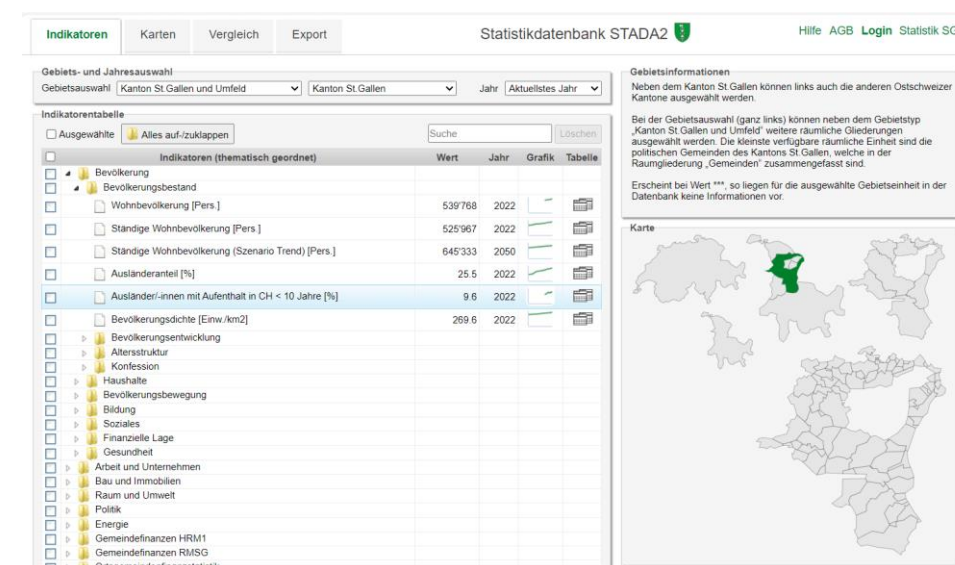 Indikatoren Karten Vergleich Export Statistikdatenbank STADA2 Hilfe AGB Login Statistik SG
Gebiets- und Jahresauswahl
Gebietsauswahl Kanton St.Gallen und Umfeld Kanton St.Gallen Jahr Aktuellstes Jahr
Indikatorentabelle
Ausgewählte Alles auf-/zuklappen Suche Löschen
Indikatoren (thematisch geordnet) Wert Jahr Grafik Tabelle
Bevölkerung
Bevölkerungsbestand
Wohnbevölkerung [Pers.] 539'768 2022
Ständige Wohnbevölkerung [Pers.] 525'967 2022
Ständige Wohnbevölkerung (Szenario Trend) [Pers.] 645'333 2050
Ausländeranteil [%] 25.5 2022
Ausländer/-innen mit Aufenthalt in CH < 10 Jahre [%] 9.6 2022
Bevölkerungsdichte [Einw./km2] 269.6 2022
Bevölkerungsentwicklung
Altersstruktur
Konfession
Haushalte
Bevölkerungsbewegung
Bildung
Soziales
Finanzielle Lage
Gesundheit
Arbeit und Unternehmen
Bau und Immobilien
Raum und Umwelt
Politik
Energie
Gemeindefinanzen HRM1
Gemeindefinanzen RMSG
Gebietsinformationen
Neben dem Kanton St.Gallen können links auch die anderen Ostschweizer
Kantone ausgewählt werden.
Bei der Gebietsauswahl (ganz links) können neben dem Gebietstyp
„Kanton St.Gallen und Umfeld" weitere räumliche Gliederungen
ausgewählt werden. Die kleinste verfügbare räumliche Einheit sind die
politischen Gemeinden des Kantons St.Gallen, welche in der
Raumgliederung „Gemeinden" zusammengefasst sind.
Erscheint bei Wert ***, so liegen für die ausgewählte Gebietseinheit in der
Datenbank keine Informationen vor.
Karte